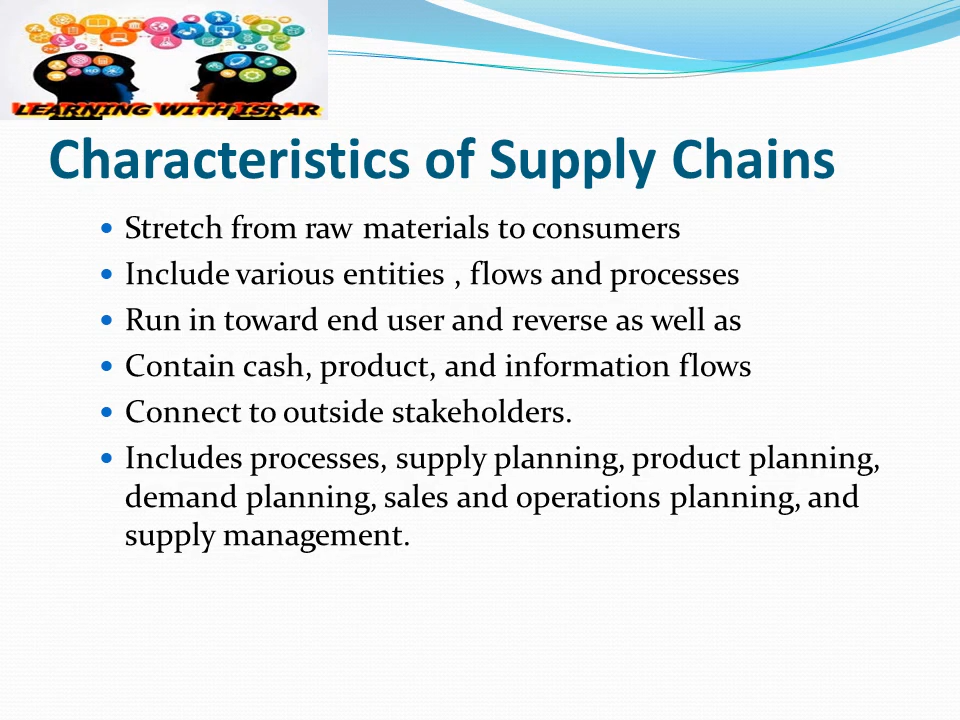 LEARNING WITH ISRAR
Characteristics of Supply Chains
• Stretch from raw materials to consumers
• Include various entities , flows and processes
• Run in toward end user and reverse as well as
• Contain cash, product, and information flows
• Connect to outside stakeholders.
• Includes processes, supply planning, product planning,
demand planning, sales and operations planning, and
supply management.